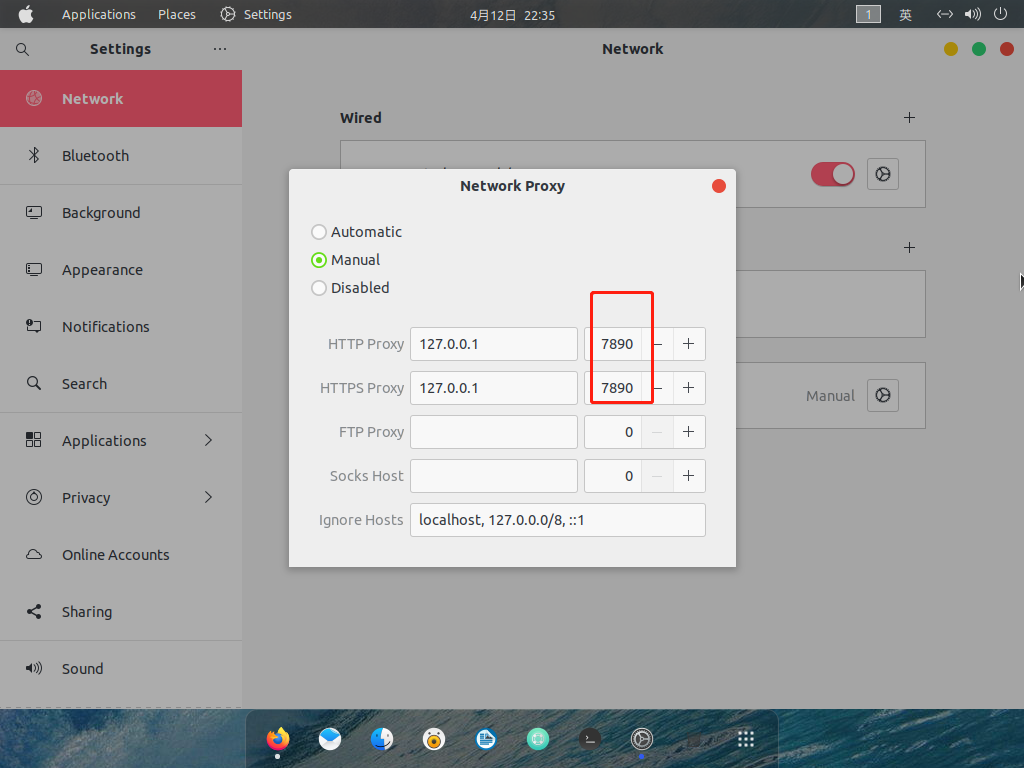 Applications Places Settings 4月12日 22:35 1 英
Settings ··· Network
Network
Wired
Bluetooth
Network Proxy
Background
Automatic
Manual
Appearance
Disabled
Notifications
HTTP Proxy 127.0.0.1 7890 − +
Search
HTTPS Proxy 127.0.0.1 7890 − +
Manual
Applications
FTP Proxy 0 − +
Privacy
Socks Host 0 − +
Ignore Hosts localhost, 127.0.0.0/8, ::1
Online Accounts
Sharing
Sound